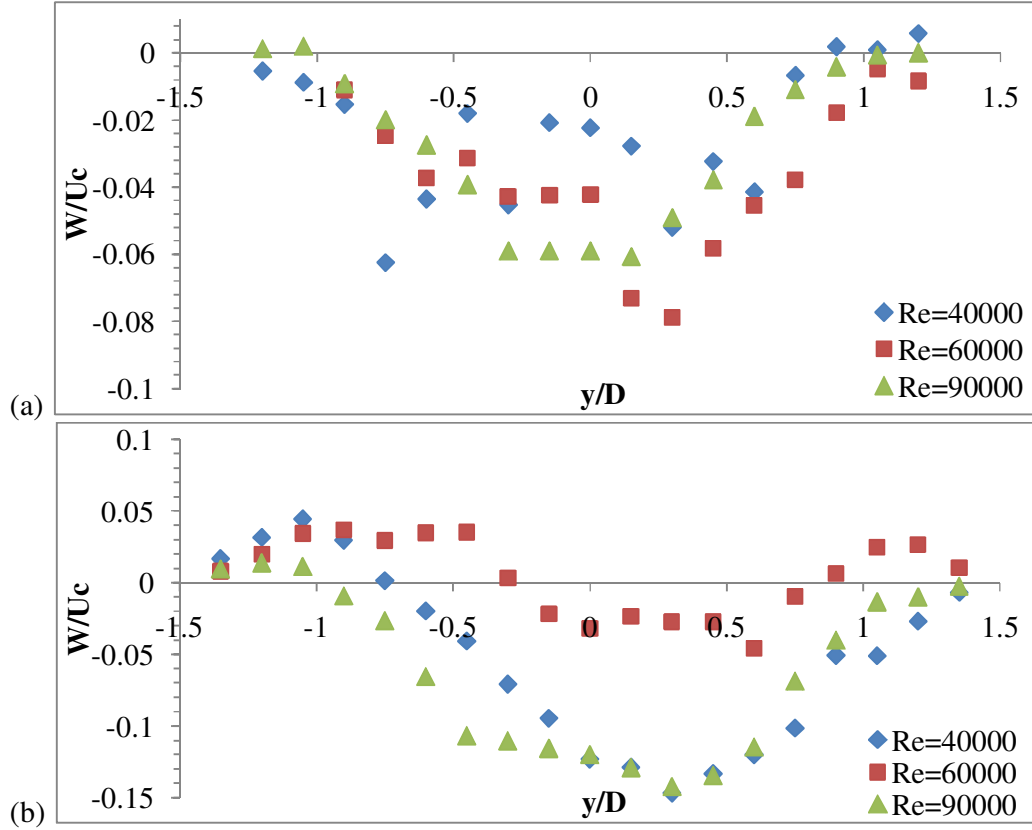 0
-0.02
-0.04
-0.06
-0.08
-0.1
-1.5 -1 -0.5 0 0.5 1 1.5
W/Uc
y/D
Re=40000
Re=60000
Re=90000
(a)
0.1
0.05
0
-0.05
-0.1
-0.15
-1.5 -1 -0.5 0 0.5 1 1.5
W/Uc
y/D
Re=40000
Re=60000
Re=90000
(b)